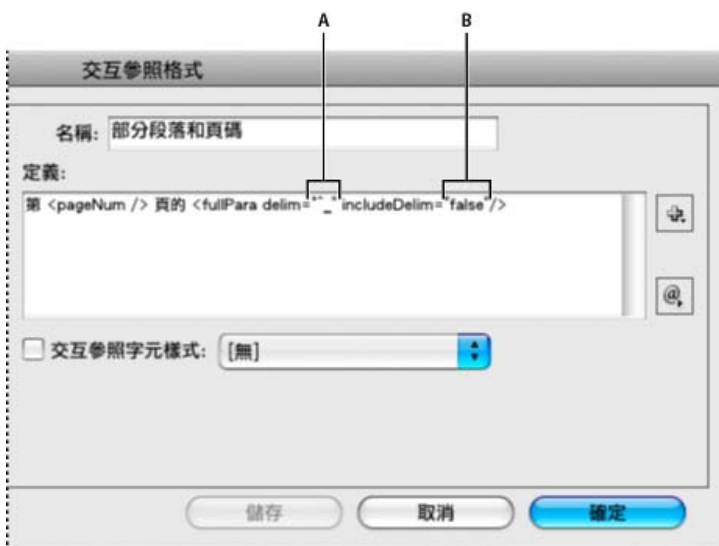 A B
交互參照格式
名稱: 部分段落和頁碼
定義:
第 <pageNum /> 頁的 <fullPara delim="^_" includeDelim="false"/>
交互參照字元樣式: [無]
儲存 取消 確定